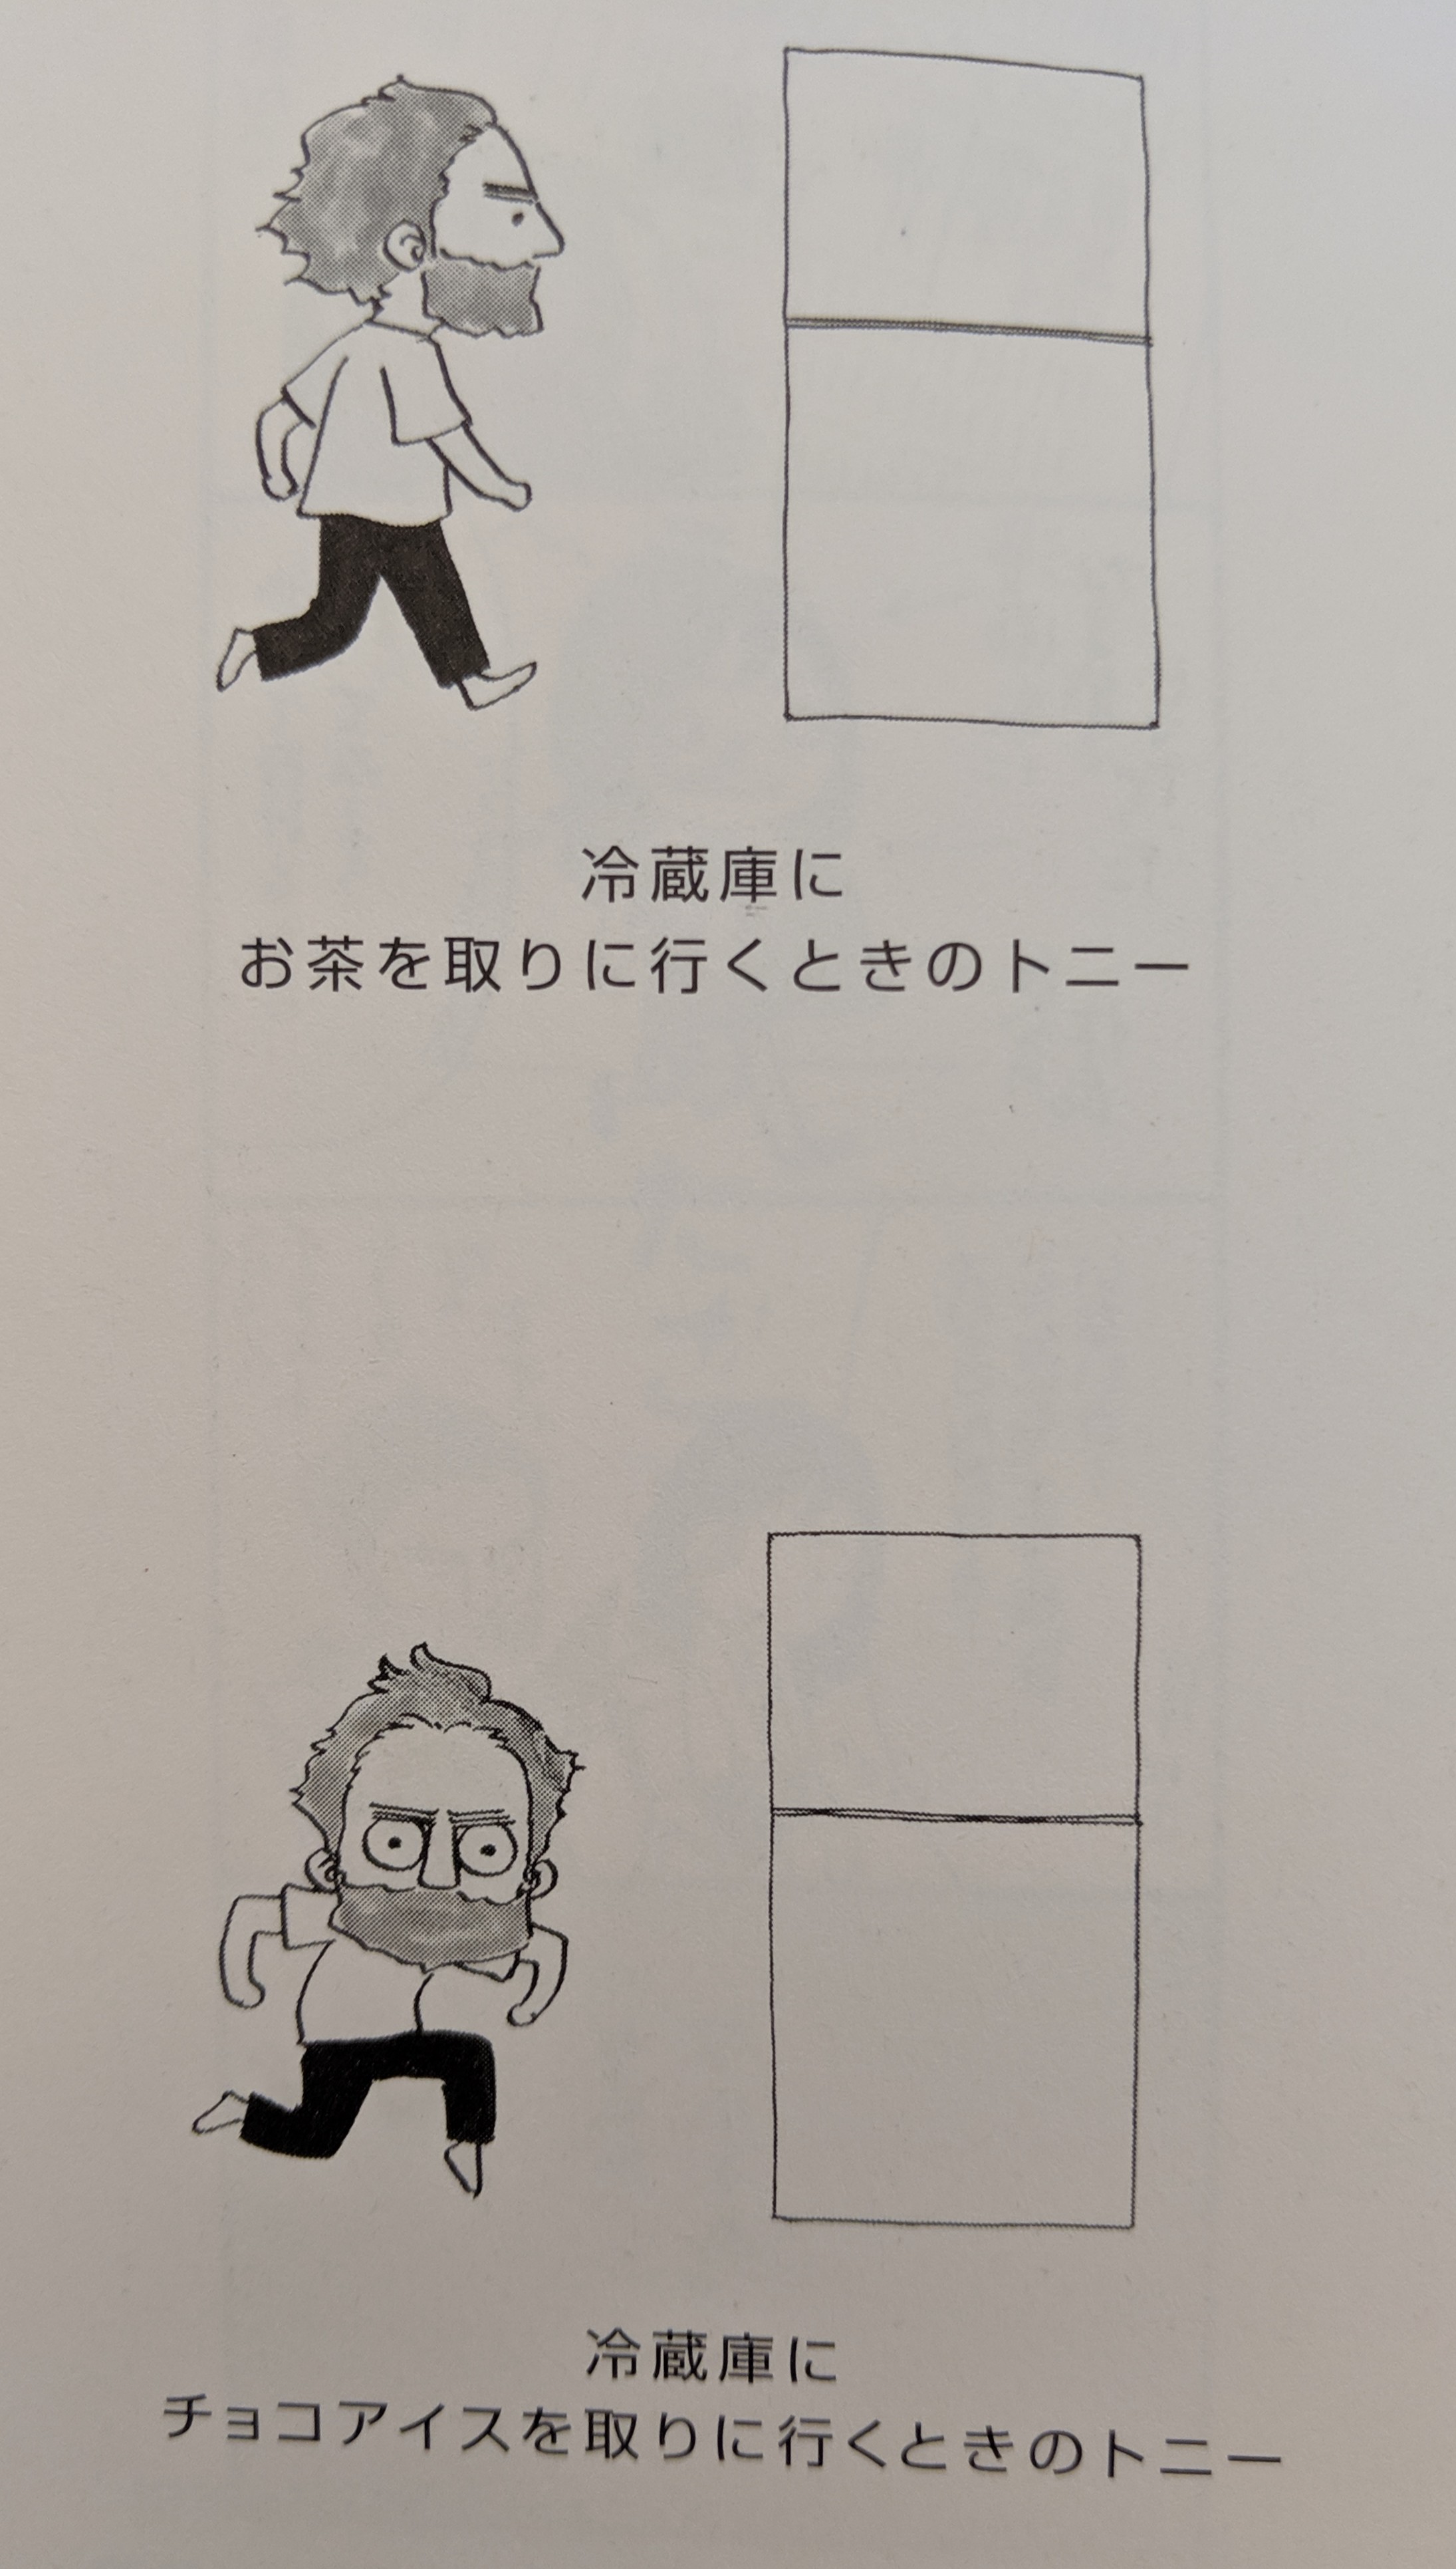 冷蔵庫に
お茶を取りに行くときのトニー
冷蔵庫に
チョコアイスを取りに行くときのトニー